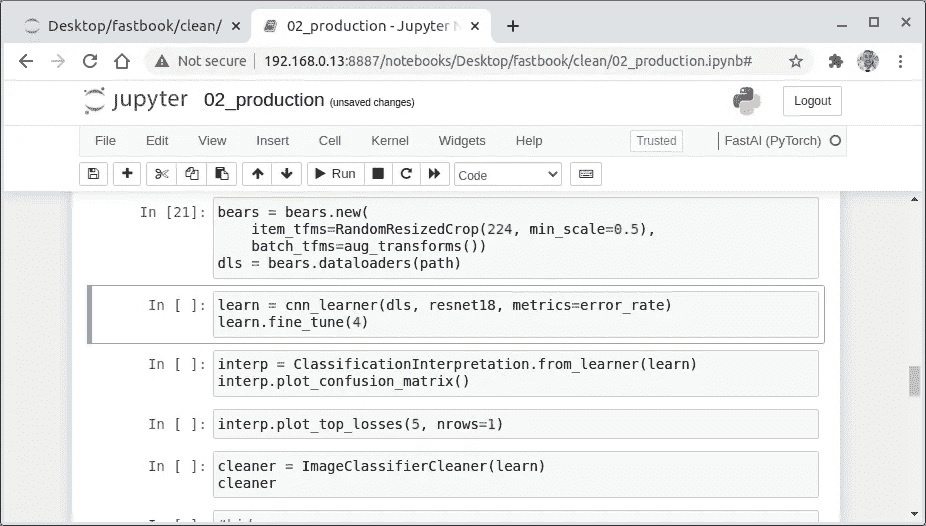 Desktop/fastbook/clean/
02_production - Jupyter N
Not secure 192.168.0.13:8887/notebooks/Desktop/fastbook/clean/02_production.ipynb#
jupyter 02_production (unsaved changes)
Logout
File Edit View Insert Cell Kernel Widgets Help
Trusted
FastAI (PyTorch)
Run
Code
In [21]: bears = bears.new(
item_tfms=RandomResizedCrop(224, min_scale=0.5),
batch_tfms=aug_transforms())
dls = bears.dataloaders(path)
In [ ]: learn = cnn_learner(dls, resnet18, metrics=error_rate)
learn.fine_tune(4)
In [ ]: interp = ClassificationInterpretation.from_learner(learn)
interp.plot_confusion_matrix()
In [ ]: interp.plot_top_losses(5, nrows=1)
In [ ]: cleaner = ImageClassifierCleaner(learn)
cleaner